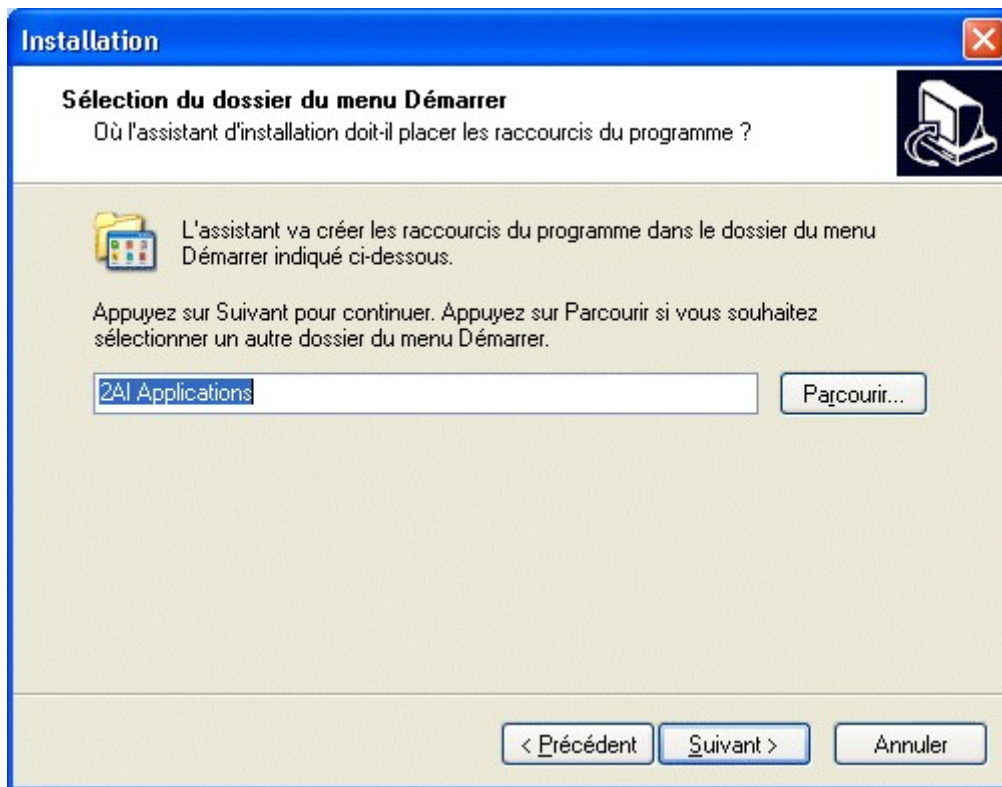 Installation
Sélection du dossier du menu Démarrer
Où l'assistant d'installation doit-il placer les raccourcis du programme ?
L'assistant va créer les raccourcis du programme dans le dossier du menu
Démarrer indiqué ci-dessous.
Appuyez sur Suivant pour continuer. Appuyez sur Parcourir si vous souhaitez
sélectionner un autre dossier du menu Démarrer.
2AI Applications
Parcourir...
< Précédent
Suivant >
Annuler